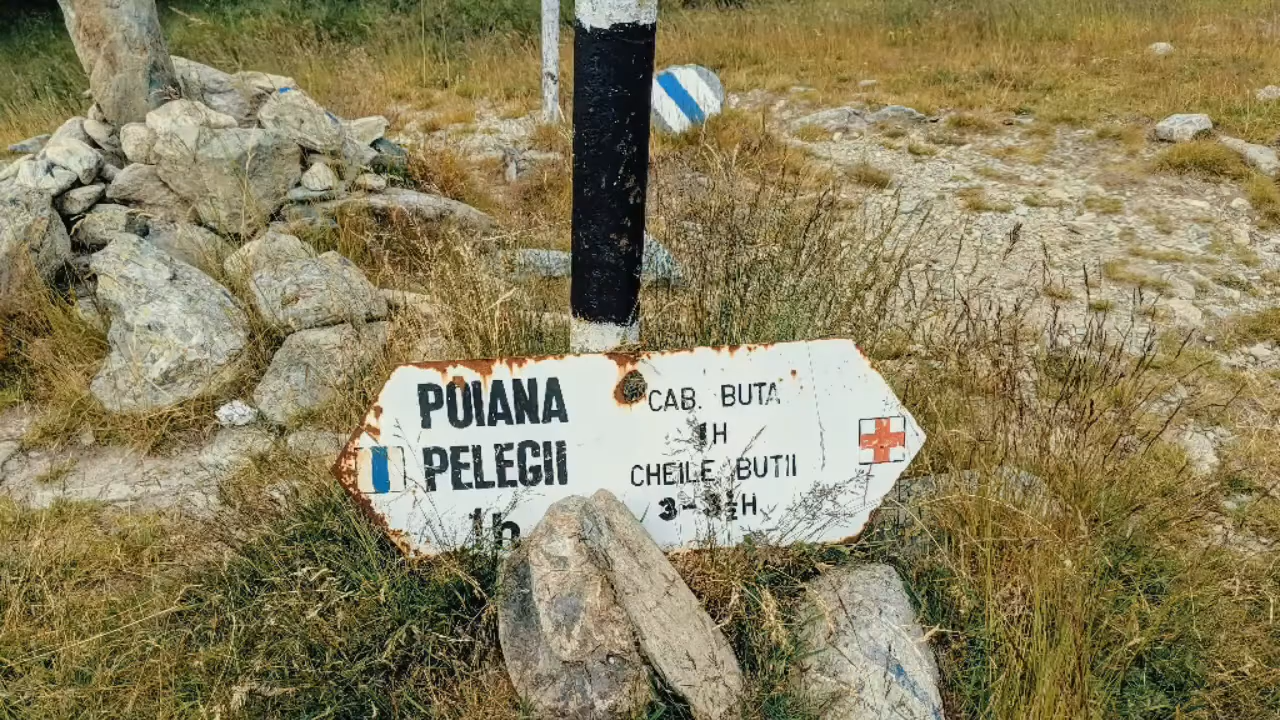 POIANA
PELEGII
1h
CAB. BUTA
1H
CHEILE BUTII
3-3½H